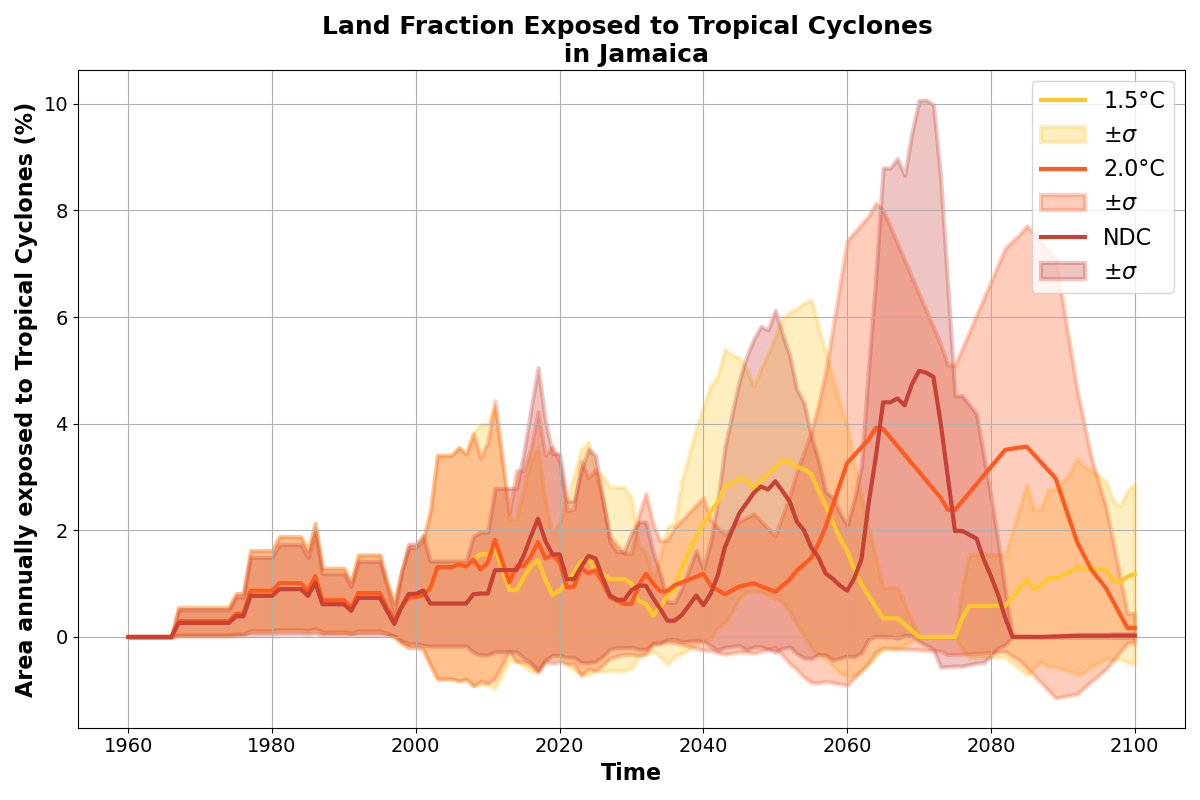 Land Fraction Exposed to Tropical Cyclones
in Jamaica
Area annually exposed to Tropical Cyclones (%)
10
8
6
4
2
0
1.5°C
±σ
2.0°C
±σ
NDC
±σ
1960 1980 2000 2020 2040 2060 2080 2100
Time